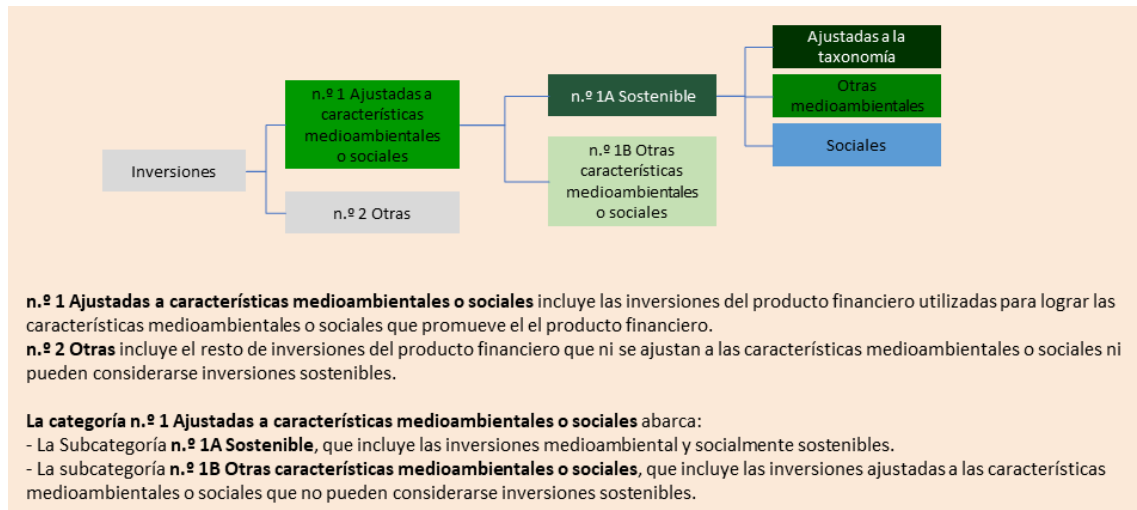 Ajustadas a la
taxonomía
n.º 1 Ajustadas a
características
medioambientales
o sociales
n.º 1A Sostenible
Otras
medioambientales
Sociales
n.º 1B Otras
características
medioambientales
o sociales
Inversiones
n.º 2 Otras
n.º 1 Ajustadas a características medioambientales o sociales incluye las inversiones del producto financiero utilizadas para lograr las
características medioambientales o sociales que promueve el el producto financiero.
n.º 2 Otras incluye el resto de inversiones del producto financiero que ni se ajustan a las características medioambientales o sociales ni
pueden considerarse inversiones sostenibles.
La categoría n.º 1 Ajustadas a características medioambientales o sociales abarca:
- La Subcategoría n.º 1A Sostenible, que incluye las inversiones medioambiental y socialmente sostenibles.
- La subcategoría n.º 1B Otras características medioambientales o sociales, que incluye las inversiones ajustadas a las características
medioambientales o sociales que no pueden considerarse inversiones sostenibles.